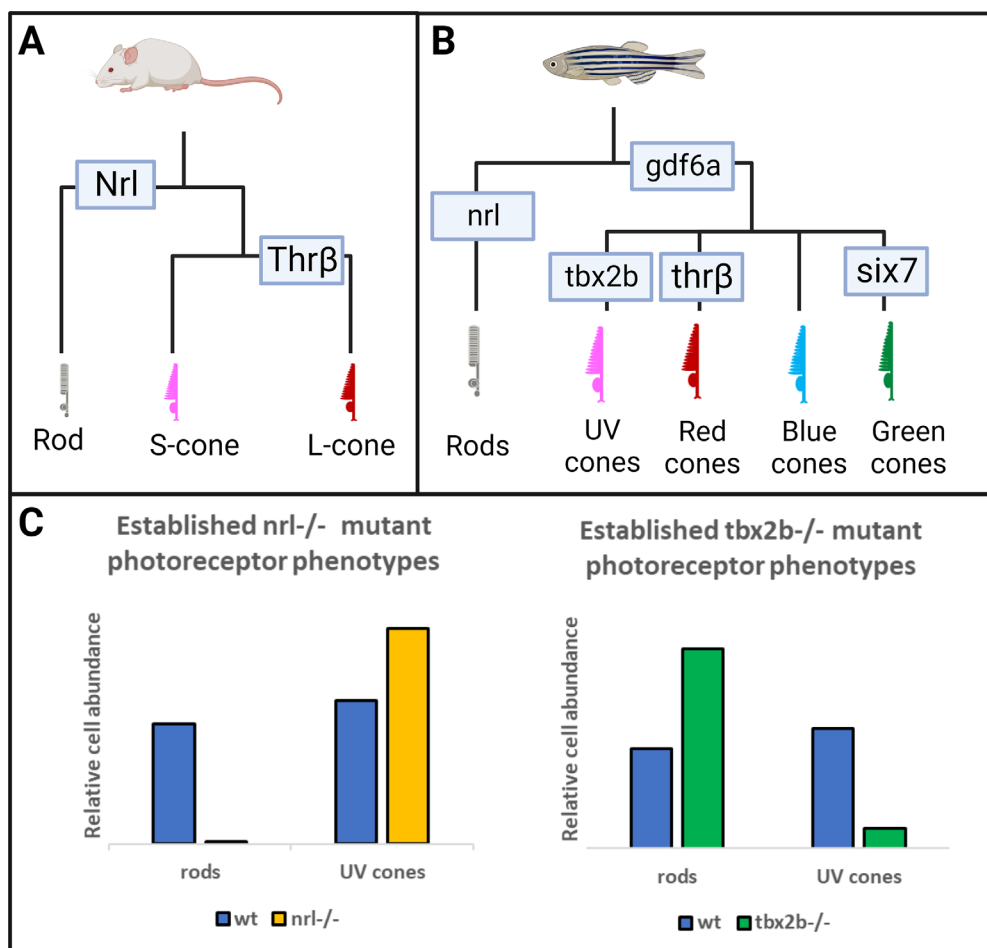 A
Nrl
Thrβ
Rod
S-cone
L-cone
B
gdf6a
nrl
tbx2b
thrβ
six7
Rods
UV
cones
Red
cones
Blue
cones
Green
cones
C
Established nrl-/- mutant
photoreceptor phenotypes
Relative cell abundance
rods
UV cones
wt
nrl-/-
Established tbx2b-/- mutant
photoreceptor phenotypes
Relative cell abundance
rods
UV cones
wt
tbx2b-/-